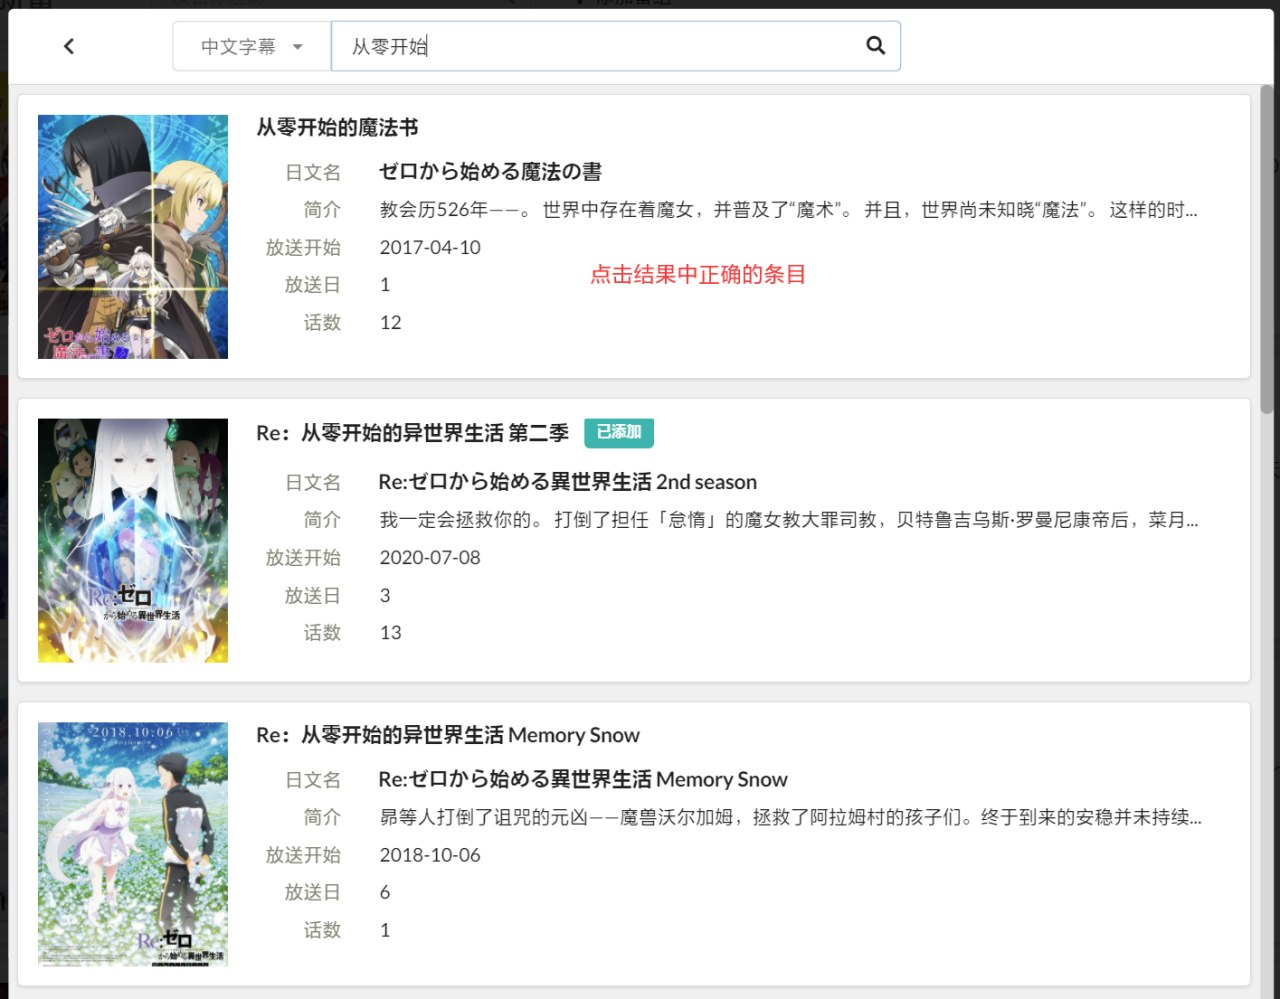 中文字幕
从零开始
从零开始的魔法书
日文名 ゼロから始める魔法の書
简介 教会历526年——。 世界中存在着魔女，并普及了“魔术”。 并且，世界尚未知晓“魔法”。 这样的时...
放送开始 2017-04-10
点击结果中正确的条目
放送日 1
话数 12
ゼロから始める
魔法の書
Re：从零开始的异世界生活 第二季 已添加
日文名 Re:ゼロから始める異世界生活 2nd season
简介 我一定会拯救你的。 打倒了担任「怠惰」的魔女教大罪司教，贝特鲁吉乌斯·罗曼尼康帝后，菜月...
放送开始 2020-07-08
放送日 3
话数 13
Re:ゼロ
から始める異世界生活
Re：从零开始的异世界生活 Memory Snow
日文名 Re:ゼロから始める異世界生活 Memory Snow
简介 昴等人打倒了诅咒的元凶——魔兽沃尔加姆，拯救了阿拉姆村的孩子们。终于到来的安稳并未持续...
放送开始 2018-10-06
放送日 6
话数 1
2018.10.06
Re:ゼロ
から始める異世界生活